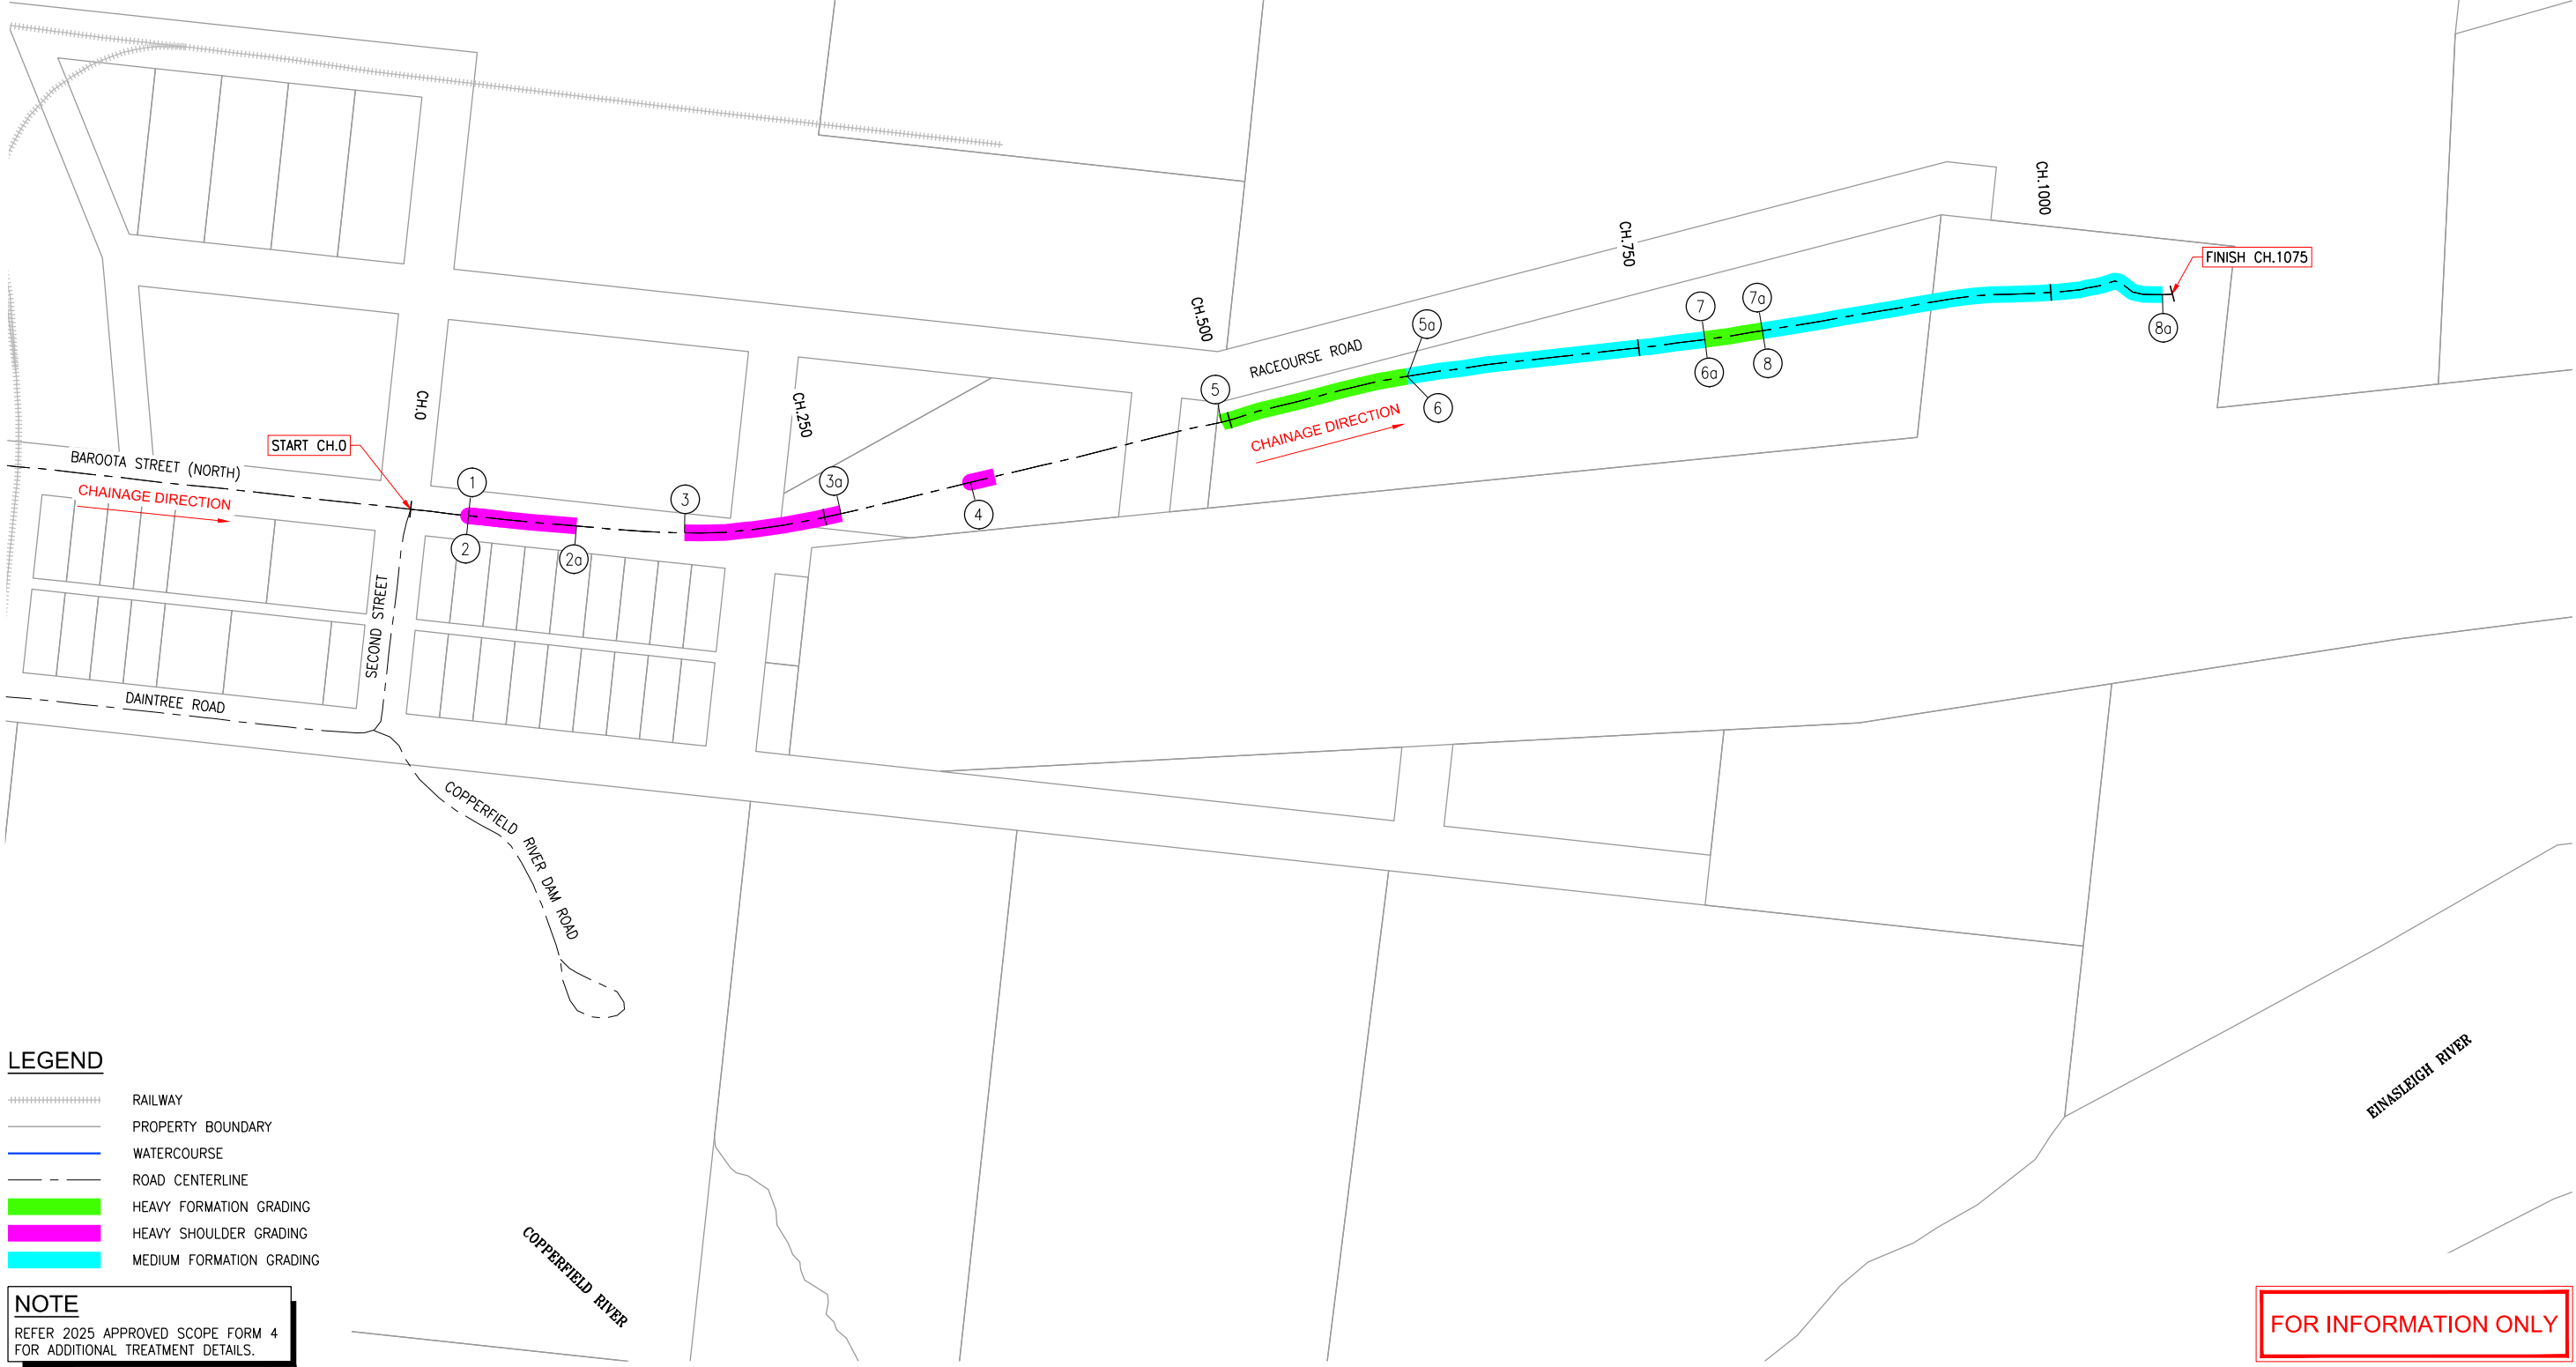 CH.1000
CH.750
FINISH CH.1075
CH.500
7
7a
5a
8a
RACEOURSE ROAD
6a
8
5
6
CH.0
CH.250
CHAINAGE DIRECTION
START CH.0
BAROOTA STREET (NORTH)
CHAINAGE DIRECTION
1
3
3a
4
2
2a
SECOND STREET
DAINTREE ROAD
COPPERFIELD RIVER DAM ROAD
LEGEND
RAILWAY
PROPERTY BOUNDARY
WATERCOURSE
ROAD CENTERLINE
HEAVY FORMATION GRADING
HEAVY SHOULDER GRADING
MEDIUM FORMATION GRADING
EINASLEIGH RIVER
COPPERFIELD RIVER
NOTE
REFER 2025 APPROVED SCOPE FORM 4
FOR ADDITIONAL TREATMENT DETAILS.
FOR INFORMATION ONLY